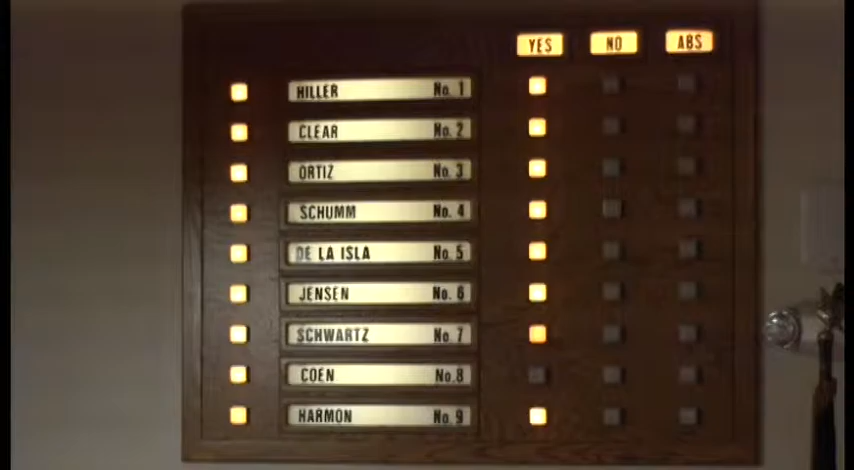 YES NO ABS
HILLER No. 1
CLEAR No. 2
ORTIZ No. 3
SCHUMM No. 4
DE LA ISLA No. 5
JENSEN No. 6
SCHWARTZ No. 7
COEN No. 8
HARMON No. 9